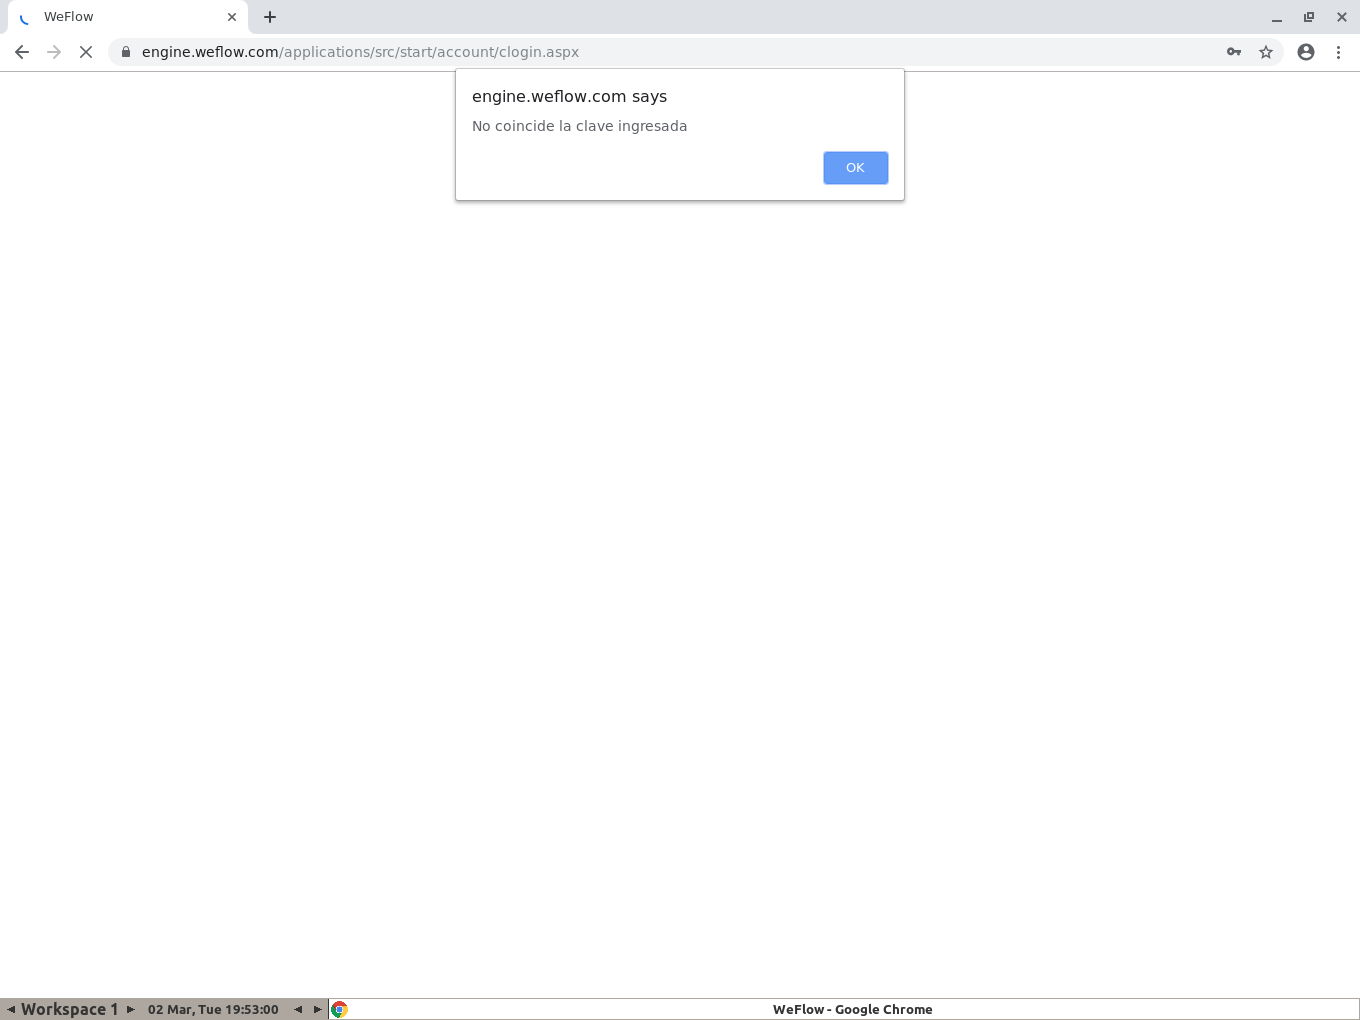 WeFlow
engine.weflow.com/applications/src/start/account/clogin.aspx
engine.weflow.com says
No coincide la clave ingresada
OK
Workspace 1
02 Mar, Tue 19:53:00
WeFlow - Google Chrome